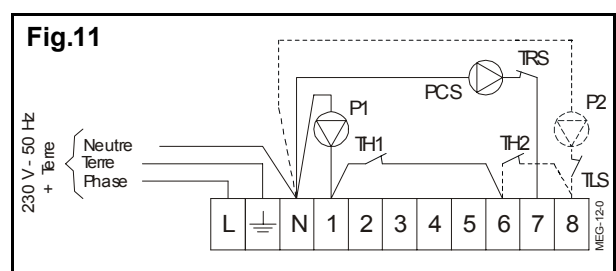 Fig.11
TRS
PCS
P1
P2
TH1
TH2
TLS
230 V - 50 Hz
+ Terre
Neutre
Terre
Phase
L N 1 2 3 4 5 6 7 8
MEG-12-0